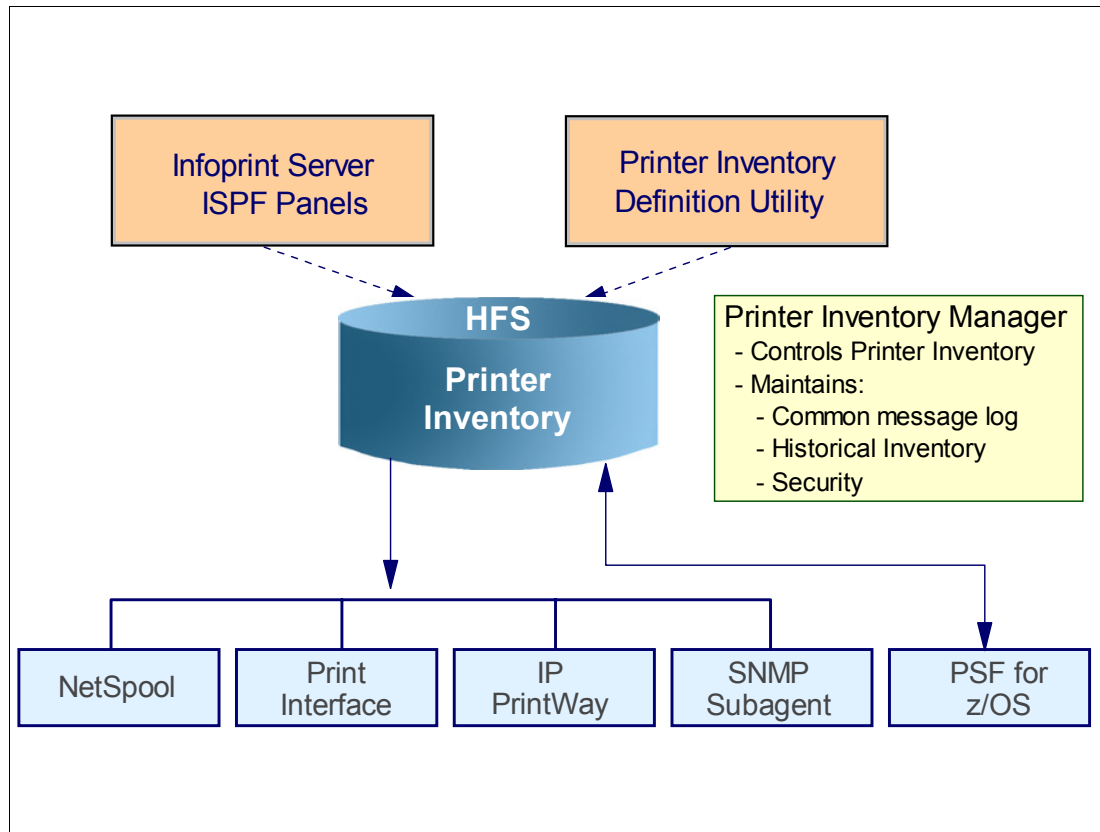 Infoprint Server
ISPF Panels
Printer Inventory
Definition Utility
HFS
Printer
Inventory
Printer Inventory Manager
- Controls Printer Inventory
- Maintains:
- Common message log
- Historical Inventory
- Security
NetSpool
Print
Interface
IP
PrintWay
SNMP
Subagent
PSF for
z/OS